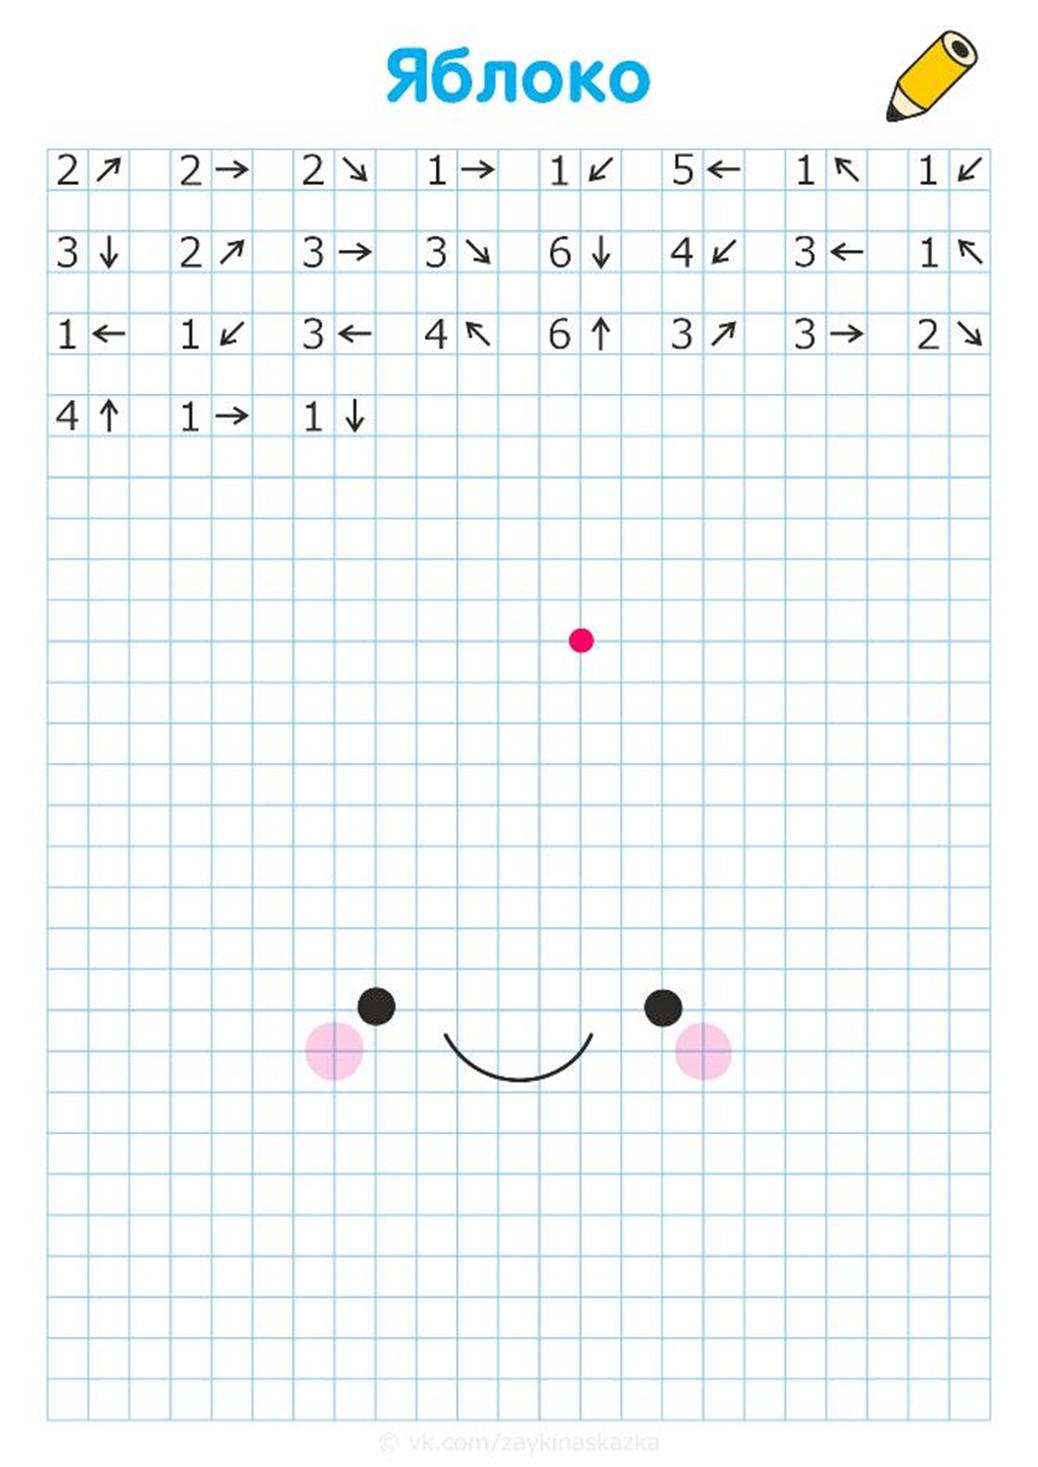 Яблоко
2 ↗ 2 → 2 ↘ 1 → 1 ↙ 5 ← 1 ↖ 1 ↙
3 ↓ 2 ↗ 3 → 3 ↘ 6 ↓ 4 ↙ 3 ← 1 ↖
1 ← 1 ↙ 3 ← 4 ↖ 6 ↑ 3 ↗ 3 → 2 ↘
4 ↑ 1 → 1 ↓
© vk.com/zaykinaskazka